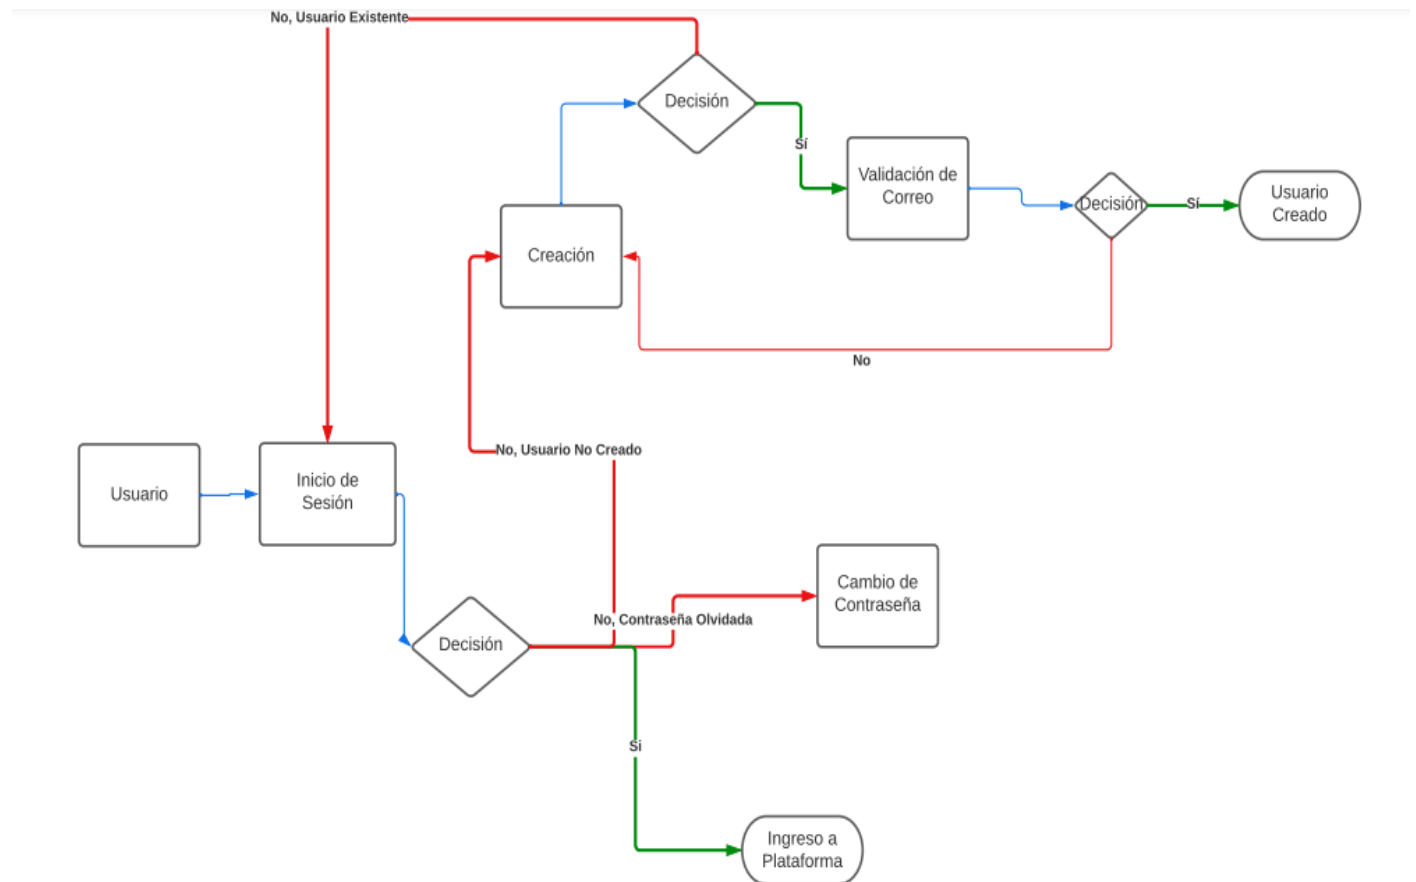 No, Usuario Existente
Decisión
Sí
Validación de
Correo
Decisión
Sí
Usuario
Creado
Creación
No
No, Usuario No Creado
Usuario
Inicio de
Sesión
Cambio de
Contraseña
No, Contraseña Olvidada
Decisión
Si
Ingreso a
Plataforma